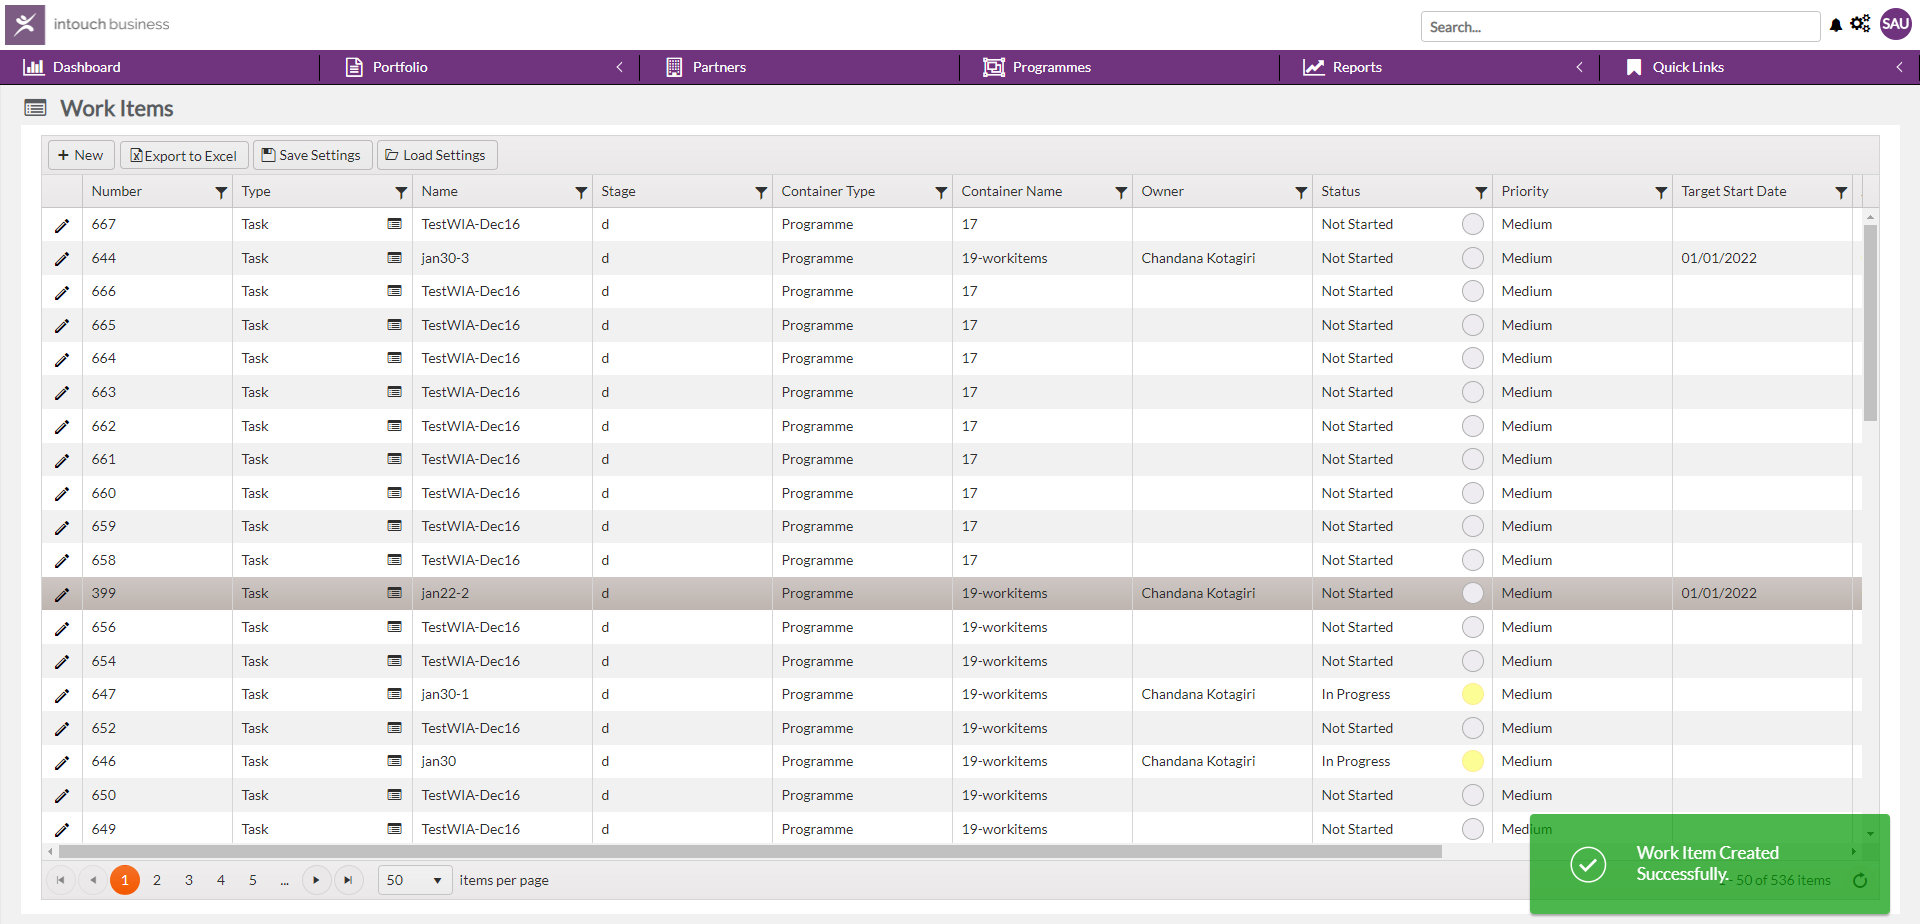 intouch business
Search...
SAU
Dashboard
Portfolio
Partners
Programmes
Reports
Quick Links
Work Items
New
Export to Excel
Save Settings
Load Settings
Number Type Name Stage Container Type Container Name Owner Status Priority Target Start Date
667 Task TestWIA-Dec16 d Programme 17 Not Started Medium
644 Task jan30-3 d Programme 19-workitems Chandana Kotagiri Not Started Medium 01/01/2022
666 Task TestWIA-Dec16 d Programme 17 Not Started Medium
665 Task TestWIA-Dec16 d Programme 17 Not Started Medium
664 Task TestWIA-Dec16 d Programme 17 Not Started Medium
663 Task TestWIA-Dec16 d Programme 17 Not Started Medium
662 Task TestWIA-Dec16 d Programme 17 Not Started Medium
661 Task TestWIA-Dec16 d Programme 17 Not Started Medium
660 Task TestWIA-Dec16 d Programme 17 Not Started Medium
659 Task TestWIA-Dec16 d Programme 17 Not Started Medium
658 Task TestWIA-Dec16 d Programme 17 Not Started Medium
399 Task jan22-2 d Programme 19-workitems Chandana Kotagiri Not Started Medium 01/01/2022
656 Task TestWIA-Dec16 d Programme 19-workitems Not Started Medium
654 Task TestWIA-Dec16 d Programme 19-workitems Not Started Medium
647 Task jan30-1 d Programme 19-workitems Chandana Kotagiri In Progress Medium
652 Task TestWIA-Dec16 d Programme 19-workitems Not Started Medium
646 Task jan30 d Programme 19-workitems Chandana Kotagiri In Progress Medium
650 Task TestWIA-Dec16 d Programme 19-workitems Not Started Medium
649 Task TestWIA-Dec16 d Programme 19-workitems Not Started Medium
Work Item Created
Successfully.
1 2 3 4 5 ... 50 items per page
- 50 of 536 items